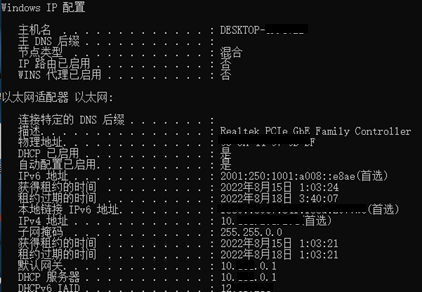 Windows IP 配置
主机名 . . . . . . . . . . . . . : DESKTOP-
主 DNS 后缀 . . . . . . . . . . . :
节点类型 . . . . . . . . . . . . : 混合
IP 路由已启用 . . . . . . . . . . : 否
WINS 代理已启用 . . . . . . . . . : 否
以太网适配器 以太网:
连接特定的 DNS 后缀 . . . . . . . :
描述. . . . . . . . . . . . . . . : Realtek PCIe GbE Family Controller
物理地址. . . . . . . . . . . . . :
DHCP 已启用 . . . . . . . . . . . : 是
自动配置已启用. . . . . . . . . . : 是
IPv6 地址 . . . . . . . . . . . . : 2001:250:1001:a008::e8ae(首选)
获得租约的时间 . . . . . . . . . : 2022年8月15日 1:03:24
租约过期的时间 . . . . . . . . . : 2022年8月18日 3:40:07
本地链接 IPv6 地址. . . . . . . . : (首选)
IPv4 地址 . . . . . . . . . . . . : 10. 首选)
子网掩码 . . . . . . . . . . . . : 255.255.0.0
获得租约的时间 . . . . . . . . . : 2022年8月15日 1:03:21
租约过期的时间 . . . . . . . . . : 2022年8月18日 1:03:21
默认网关. . . . . . . . . . . . . : 10. .0.1
DHCP 服务器 . . . . . . . . . . . : 10. .0.1
DHCPv6 IAID . . . . . . . . . . . : 12